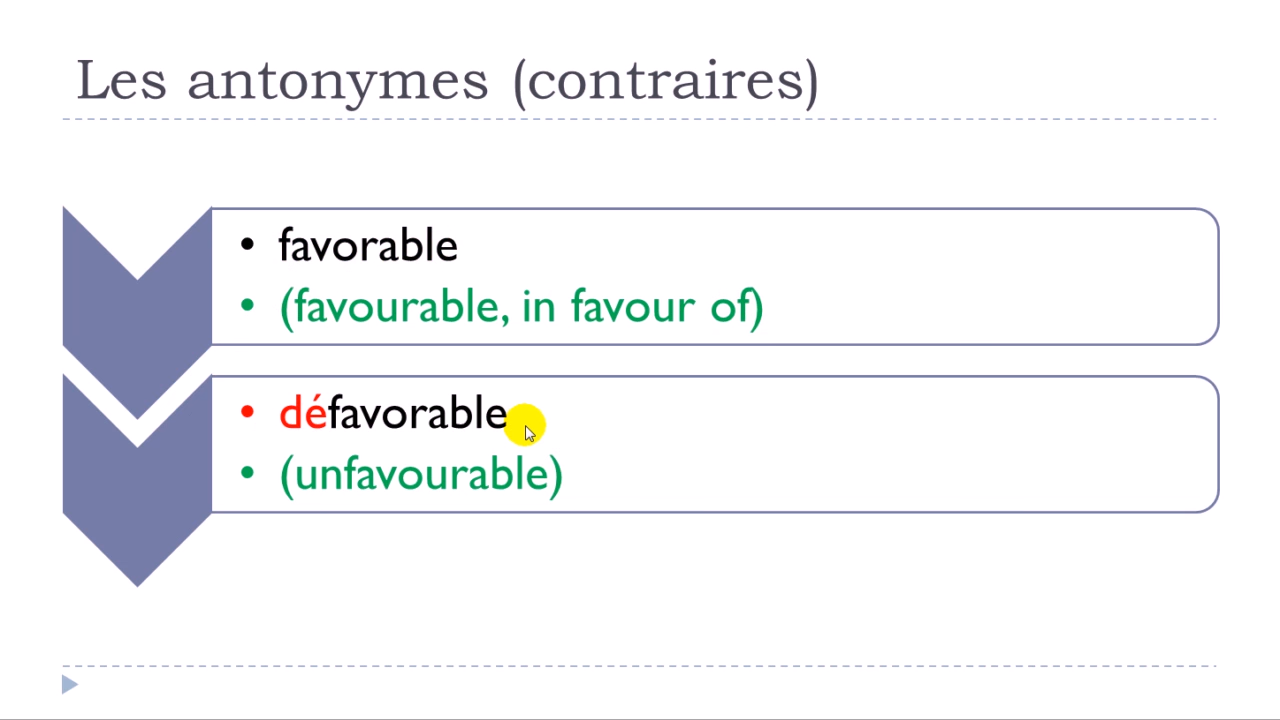 Les antonymes (contraires)
• favorable
• (favourable, in favour of)
• défavorable
• (unfavourable)